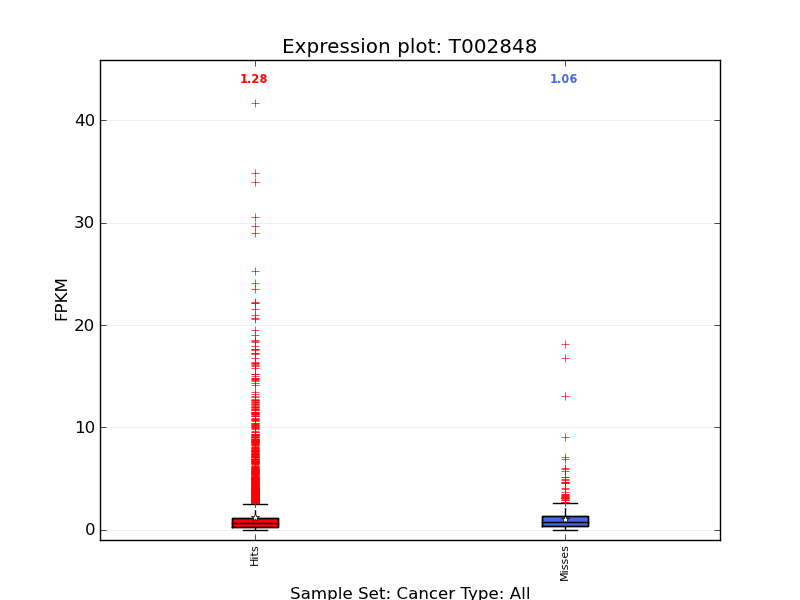 Expression plot: T002848
1.28
1.06
40
30
20
10
0
FPKM
Hits
Misses
Sample Set: Cancer Type: All